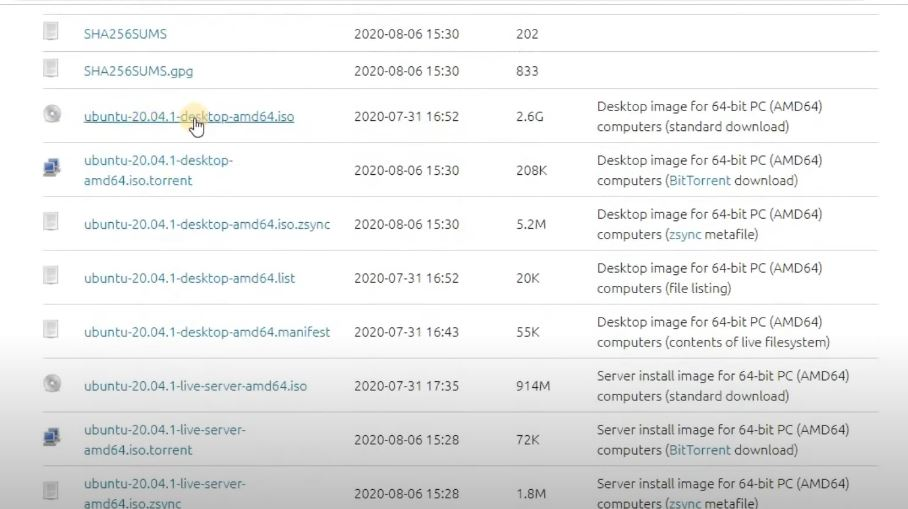 SHA256SUMS 2020-08-06 15:30 202
SHA256SUMS.gpg 2020-08-06 15:30 833
ubuntu-20.04.1-desktop-amd64.iso 2020-07-31 16:52 2.6G Desktop image for 64-bit PC (AMD64)
computers (standard download)
ubuntu-20.04.1-desktop-
amd64.iso.torrent 2020-08-06 15:30 208K Desktop image for 64-bit PC (AMD64)
computers (BitTorrent download)
ubuntu-20.04.1-desktop-amd64.iso.zsync 2020-08-06 15:30 5.2M Desktop image for 64-bit PC (AMD64)
computers (zsync metafile)
ubuntu-20.04.1-desktop-amd64.list 2020-07-31 16:52 20K Desktop image for 64-bit PC (AMD64)
computers (file listing)
ubuntu-20.04.1-desktop-amd64.manifest 2020-07-31 16:43 55K Desktop image for 64-bit PC (AMD64)
computers (contents of live filesystem)
ubuntu-20.04.1-live-server-amd64.iso 2020-07-31 17:35 914M Server install image for 64-bit PC (AMD64)
computers (standard download)
ubuntu-20.04.1-live-server-
amd64.iso.torrent 2020-08-06 15:28 72K Server install image for 64-bit PC (AMD64)
computers (BitTorrent download)
ubuntu-20.04.1-live-server-
amd64.iso.zsync 2020-08-06 15:28 1.8M Server install image for 64-bit PC (AMD64)
computers (zsync metafile)